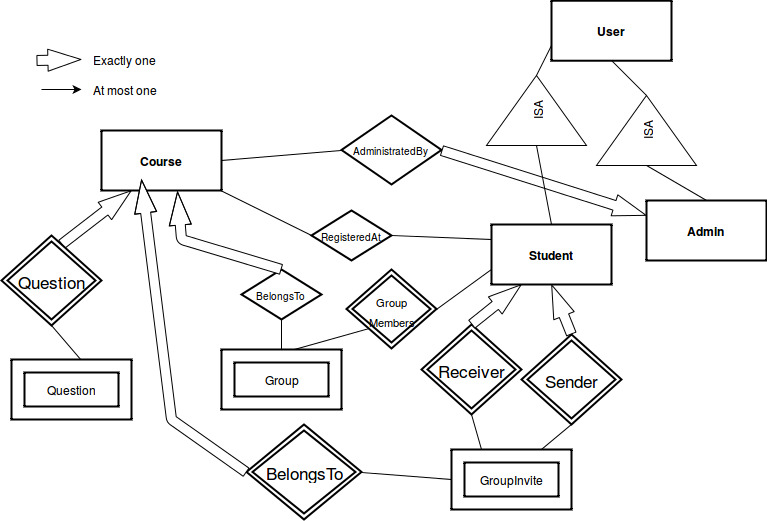 User
Exactly one
At most one
ISA
ISA
Course
AdministratedBy
Admin
RegisteredAt
Student
Question
BelongsTo
Group
Members
Receiver
Sender
Question
Group
BelongsTo
GroupInvite